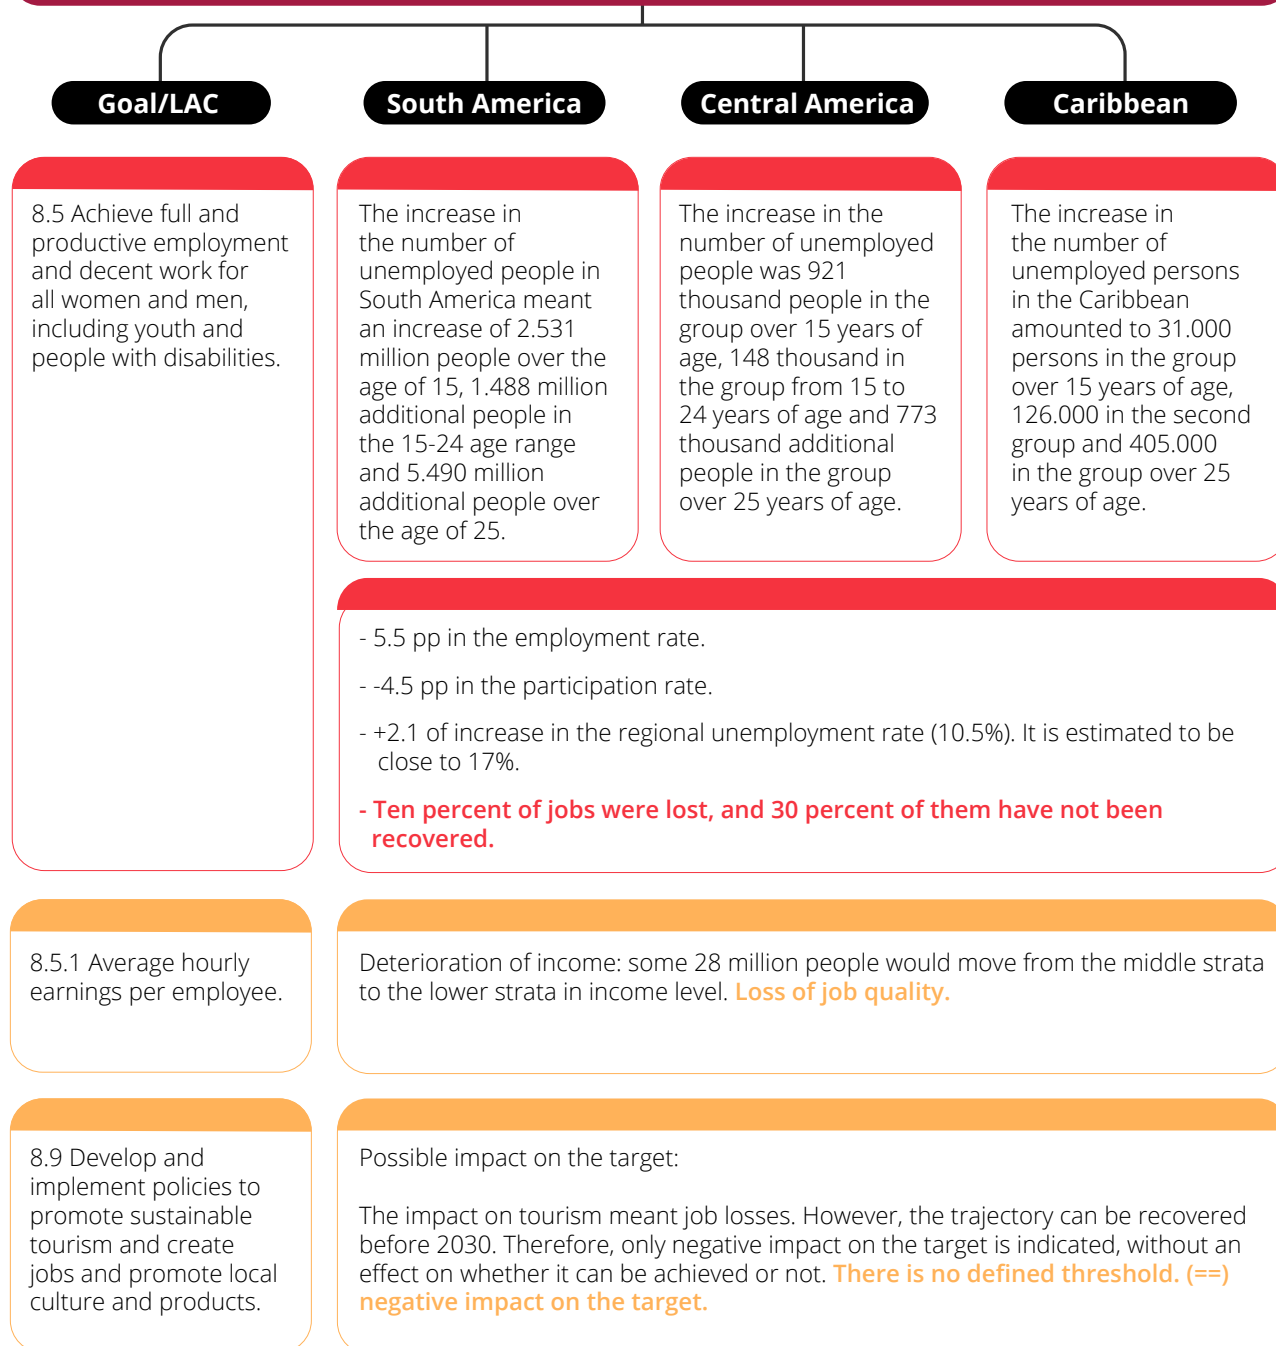 Goal/LAC
South America
Central America
Caribbean
8.5 Achieve full and
productive employment
and decent work for
all women and men,
including youth and
people with disabilities.
The increase in
the number of
unemployed people in
South America meant
an increase of 2.531
million people over the
age of 15, 1.488 million
additional people in
the 15-24 age range
and 5.490 million
additional people over
the age of 25.
The increase in the
number of unemployed
people was 921
thousand people in the
group over 15 years of
age, 148 thousand in
the group from 15 to
24 years of age and 773
thousand additional
people in the group
over 25 years of age.
The increase in
the number of
unemployed persons
in the Caribbean
amounted to 31.000
persons in the group
over 15 years of age,
126.000 in the second
group and 405.000
in the group over 25
years of age.
- 5.5 pp in the employment rate.
- -4.5 pp in the participation rate.
- +2.1 of increase in the regional unemployment rate (10.5%). It is estimated to be
close to 17%.
- Ten percent of jobs were lost, and 30 percent of them have not been
recovered.
8.5.1 Average hourly
earnings per employee.
Deterioration of income: some 28 million people would move from the middle strata
to the lower strata in income level. Loss of job quality.
8.9 Develop and
implement policies to
promote sustainable
tourism and create
jobs and promote local
culture and products.
Possible impact on the target:
The impact on tourism meant job losses. However, the trajectory can be recovered
before 2030. Therefore, only negative impact on the target is indicated, without an
effect on whether it can be achieved or not. There is no defined threshold. (==)
negative impact on the target.